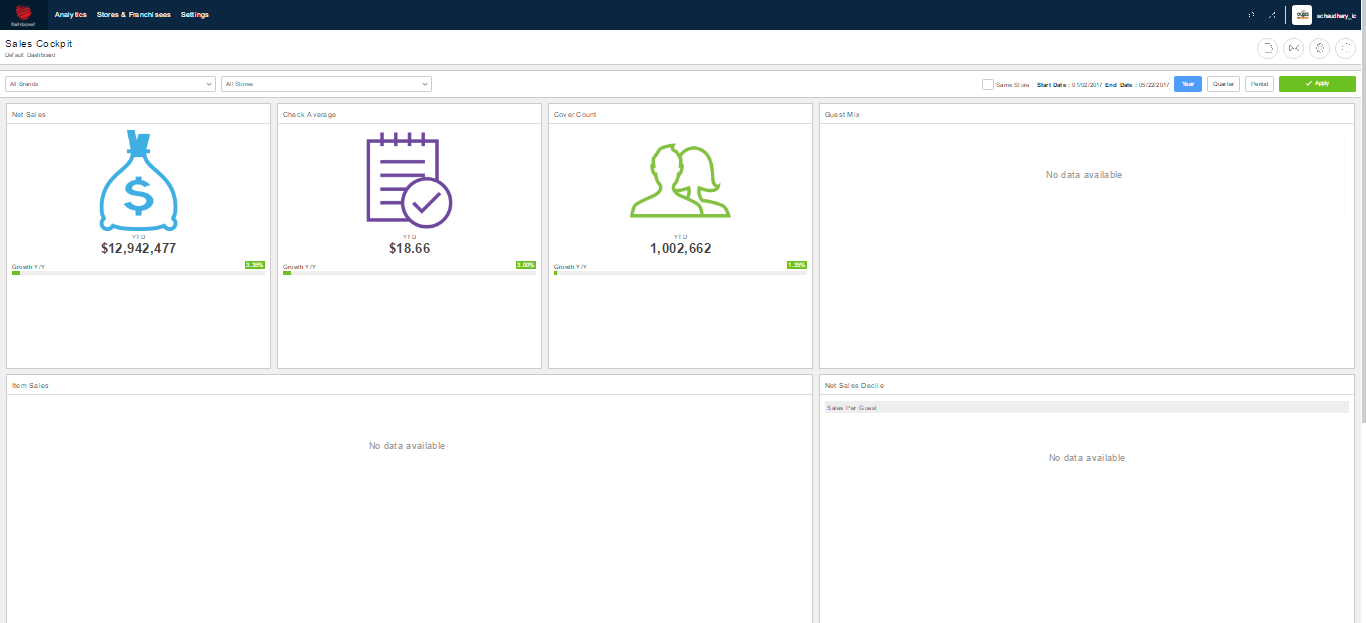 fishbowl
Analytics Stores & Franchisees Settings
schaudhary_ic
Sales Cockpit
Default Dashboard
All Brands
All Stores
Same Store Start Date : 01/02/2017 End Date : 05/22/2017 Year Quarter Period Apply
Net Sales
$
YTD
$12,942,477
Growth Y/Y 3.35%
Check Average
YTD
$18.66
Growth Y/Y 3.00%
Cover Count
YTD
1,002,662
Growth Y/Y 1.35%
Guest Mix
No data available
Item Sales
No data available
Net Sales Decile
Sales Per Guest
No data available